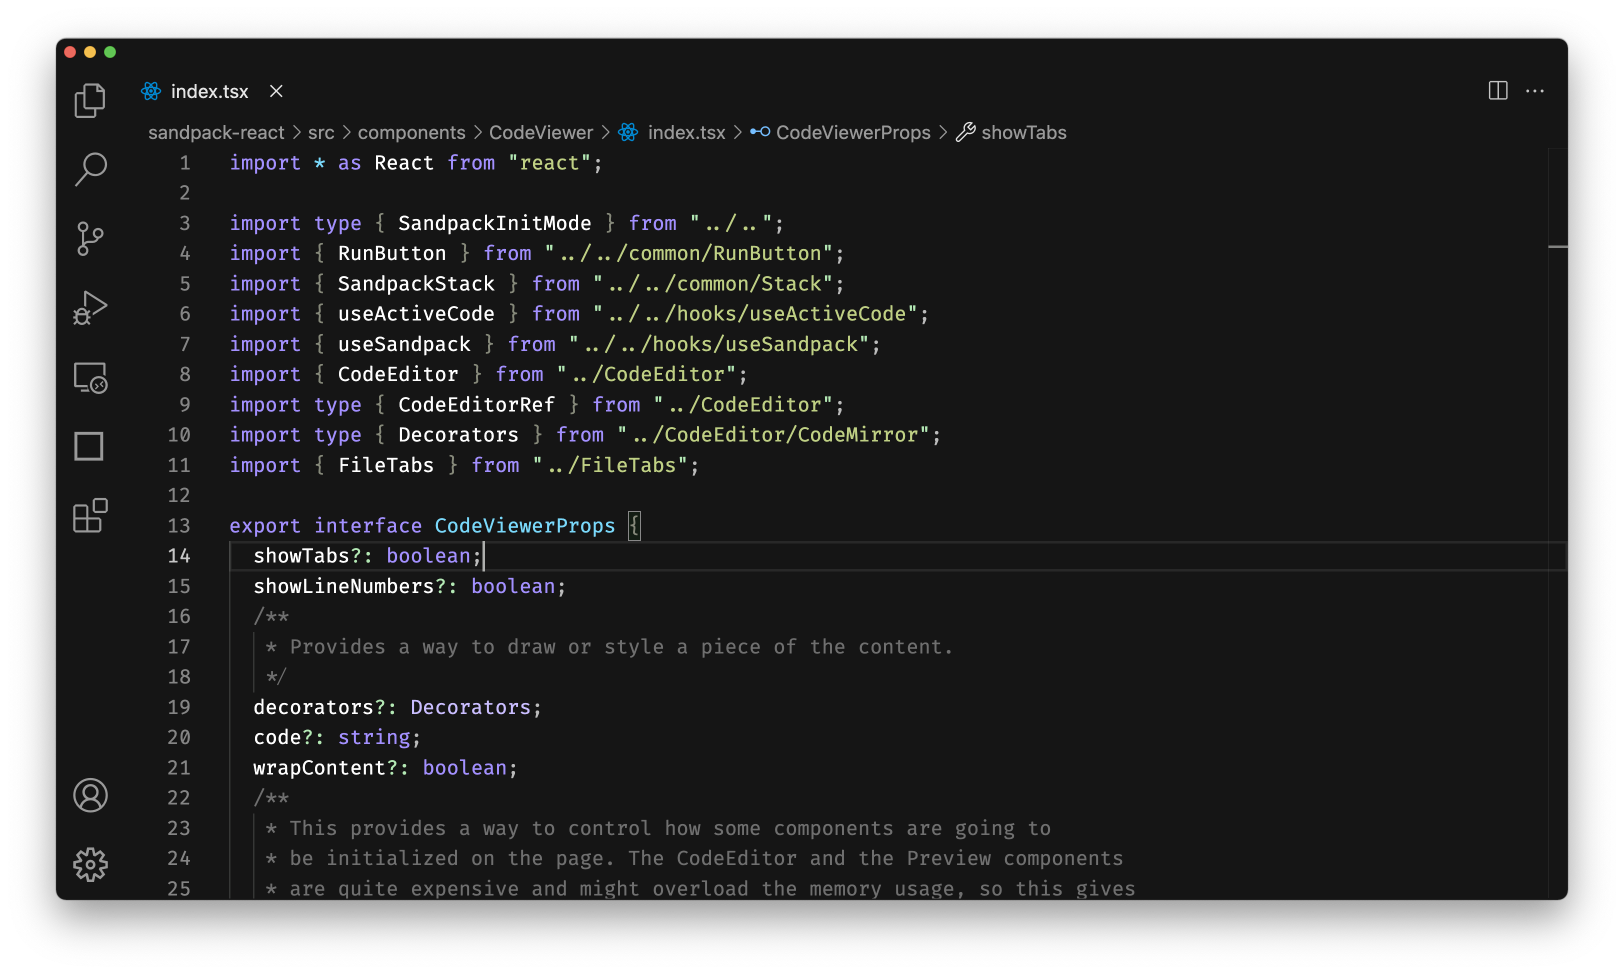 index.tsx
sandpack-react > src > components > CodeViewer > index.tsx > CodeViewerProps > showTabs
1 import * as React from "react";
2
3 import type { SandpackInitMode } from "../..";
4 import { RunButton } from "../../common/RunButton";
5 import { SandpackStack } from "../../common/Stack";
6 import { useActiveCode } from "../../hooks/useActiveCode";
7 import { useSandpack } from "../../hooks/useSandpack";
8 import { CodeEditor } from "../CodeEditor";
9 import type { CodeEditorRef } from "../CodeEditor";
10 import type { Decorators } from "../CodeEditor/CodeMirror";
11 import { FileTabs } from "../FileTabs";
12
13 export interface CodeViewerProps {
14 showTabs?: boolean;
15 showLineNumbers?: boolean;
16 /**
17 * Provides a way to draw or style a piece of the content.
18 */
19 decorators?: Decorators;
20 code?: string;
21 wrapContent?: boolean;
22 /**
23 * This provides a way to control how some components are going to
24 * be initialized on the page. The CodeEditor and the Preview components
25 * are quite expensive and might overload the memory usage, so this gives